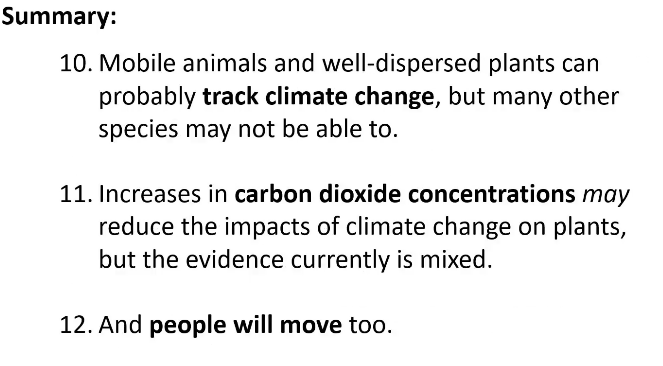 Summary:
10. Mobile animals and well-dispersed plants can
probably track climate change, but many other
species may not be able to.
11. Increases in carbon dioxide concentrations may
reduce the impacts of climate change on plants,
but the evidence currently is mixed.
12. And people will move too.